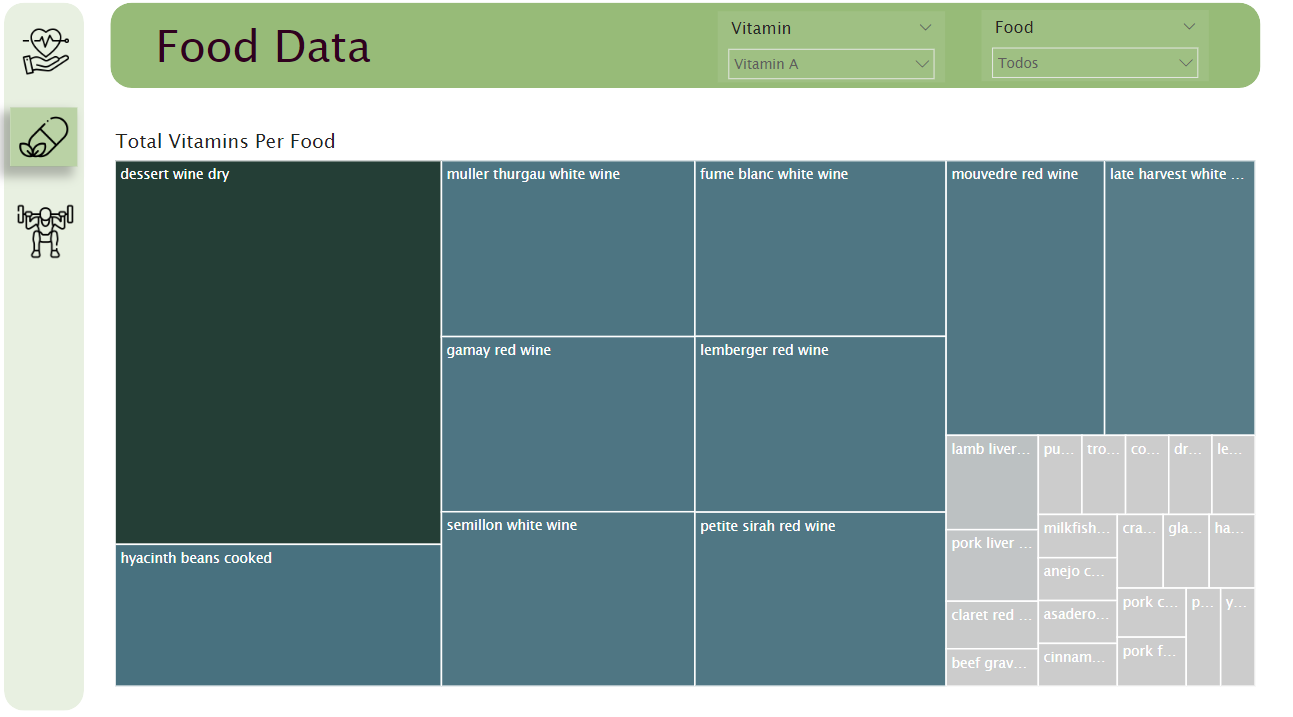 Food Data
Vitamin
Vitamin A
Food
Todos
Total Vitamins Per Food
dessert wine dry
muller thurgau white wine
fume blanc white wine
mouvedre red wine
late harvest white ...
gamay red wine
lemberger red wine
lamb liver...
pu...
tro...
co...
dr...
le...
semillon white wine
petite sirah red wine
milkfish...
cra...
gla...
ha...
pork liver ...
hyacinth beans cooked
anejo c...
pork c...
p...
y...
claret red ...
asadero...
pork f...
beef grav...
cinnam...